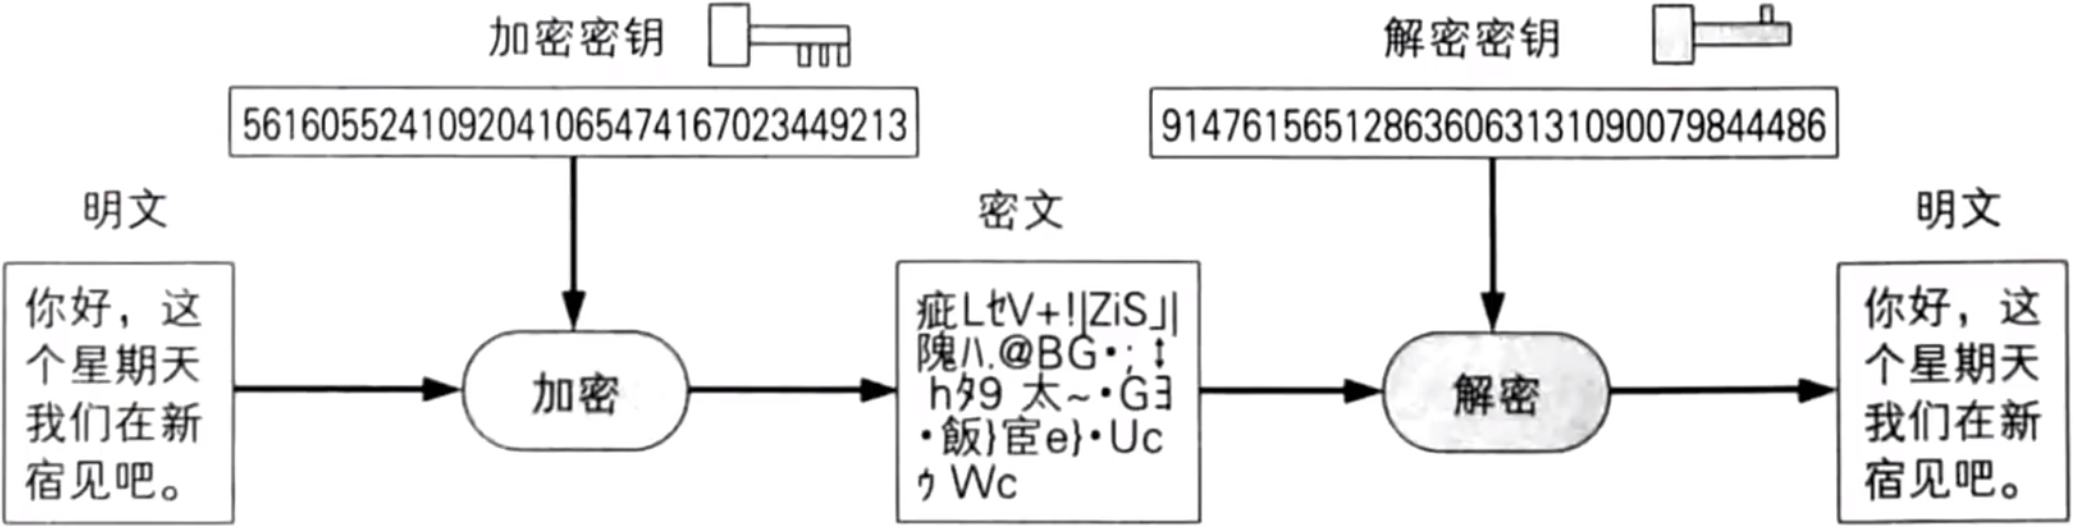 加密密钥
解密密钥
561605524109204106547416702344９213
91476156512863606313109007984４486
明文
密文
明文
你好，这
个星期天
我们在新
宿见吧。
加密
疵LセV+!|ZiS」|
隗ハ.@BG·; ↕
hタ9 太~·Gヨ
·飯}宦e}·Uc
ゥWc
解密
你好，这
个星期天
我们在新
宿见吧。